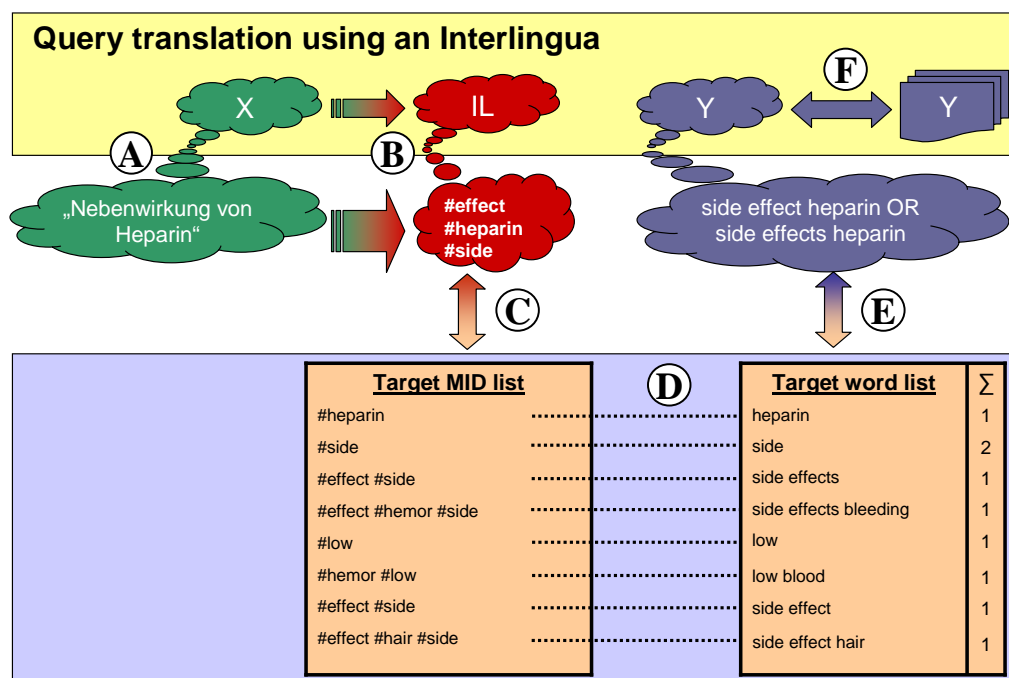 Query translation using an Interlingua
F
X
IL
Y
Y
A
B
„Nebenwirkung von
Heparin“
#effect
#heparin
#side
side effect heparin OR
side effects heparin
C
E
Target MID list
D
Target word list
Σ
#heparin
heparin
1
#side
side
2
#effect #side
side effects
1
#effect #hemor #side
side effects bleeding
1
#low
low
1
#hemor #low
low blood
1
#effect #side
side effect
1
#effect #hair #side
side effect hair
1